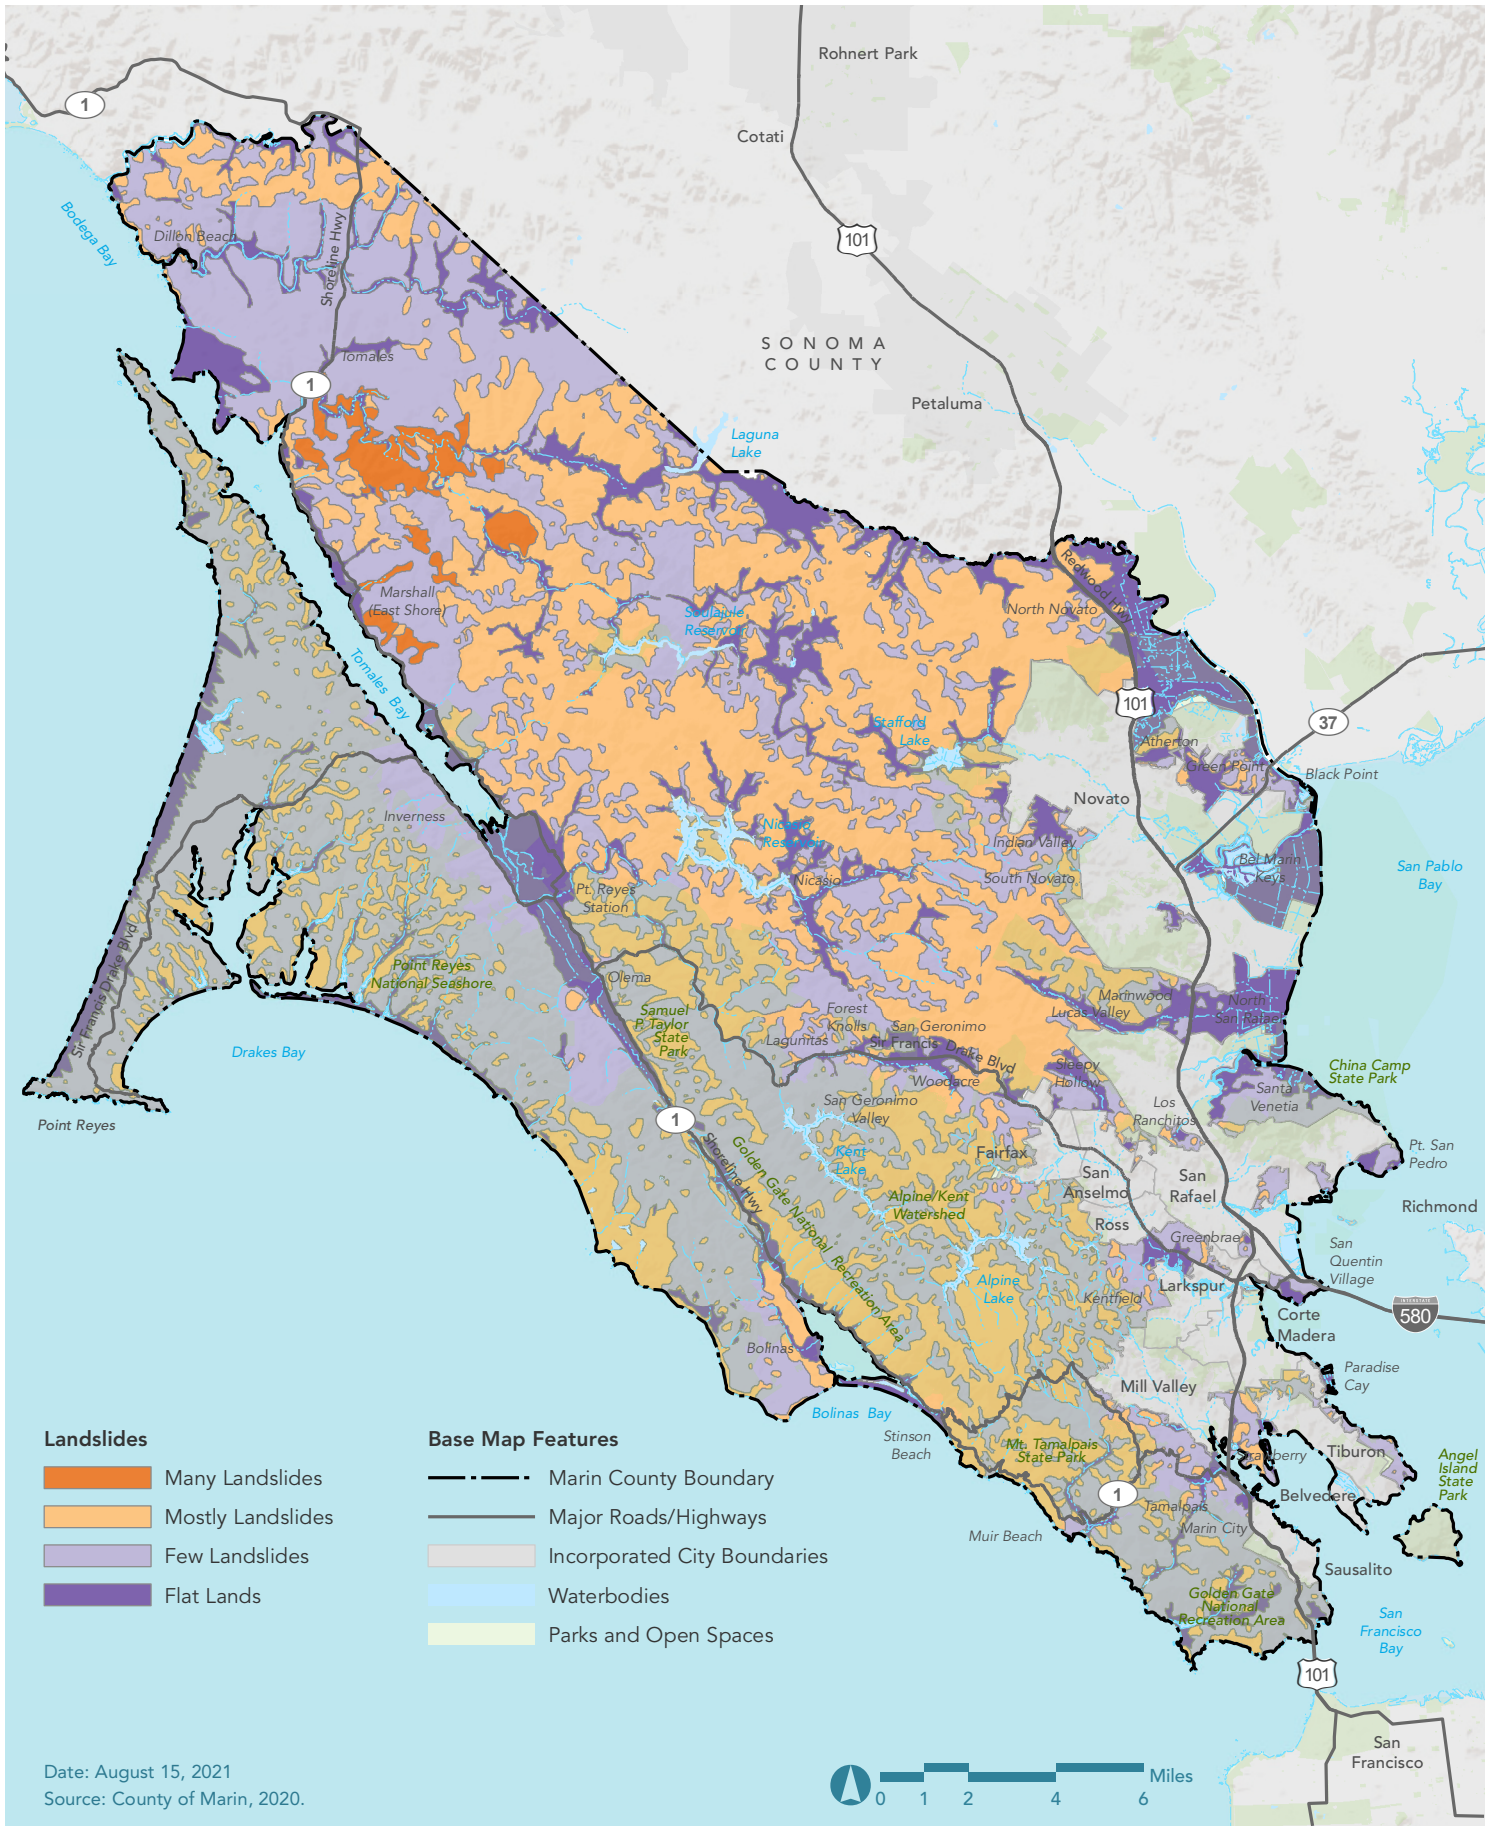 Rohnert Park
1
Cotati
Bodega Bay
Dillon Beach
Shoreline Hwy
101
SONOMA
COUNTY
Tomales
1
Petaluma
Laguna
Lake
Marshall
(East Shore)
Soulajule
Reservoir
Redwood Hwy
North Novato
Tomales Bay
101
37
Stafford
Lake
Atherton
Green Point
Black Point
Novato
Inverness
Nicasio
Reservoir
Indian Valley
South Novato
Bel Marin
Keys
San Pablo
Bay
Nicasio
Pt. Reyes
Station
Sir Francis Drake Blvd
Point Reyes
National Seashore
Olema
Samuel
P. Taylor
State
Park
Marinwood
Lucas Valley
North
San Rafael
Forest
Knolls
San Geronimo
Lagunitas
Sir Francis Drake Blvd
Drakes Bay
Woodacre
Sleepy
Hollow
China Camp
State Park
Santa
Venetia
Point Reyes
1
San Geronimo
Valley
Los
Ranchitos
Pt. San
Pedro
Shoreline Hwy
Golden Gate National Recreation Area
Kent
Lake
Fairfax
San
Anselmo
San
Rafael
Alpine/Kent
Watershed
Richmond
Ross
Greenbrae
San
Quentin
Village
Alpine
Lake
Larkspur
Kentfield
INTERSTATE
580
Corte
Madera
Bolinas
Paradise
Cay
Mill Valley
Bolinas Bay
Stinson
Beach
Mt. Tamalpais
State Park
Strawberry
Tiburon
Angel
Island
State
Park
1
Belvedere
Tamalpais
Marin City
Muir Beach
Sausalito
Golden Gate
National
Recreation Area
San
Francisco
Bay
101
San
Francisco
Landslides
Many Landslides
Mostly Landslides
Few Landslides
Flat Lands
Base Map Features
Marin County Boundary
Major Roads/Highways
Incorporated City Boundaries
Waterbodies
Parks and Open Spaces
Date: August 15, 2021
Source: County of Marin, 2020.
0 1 2 4 6 Miles